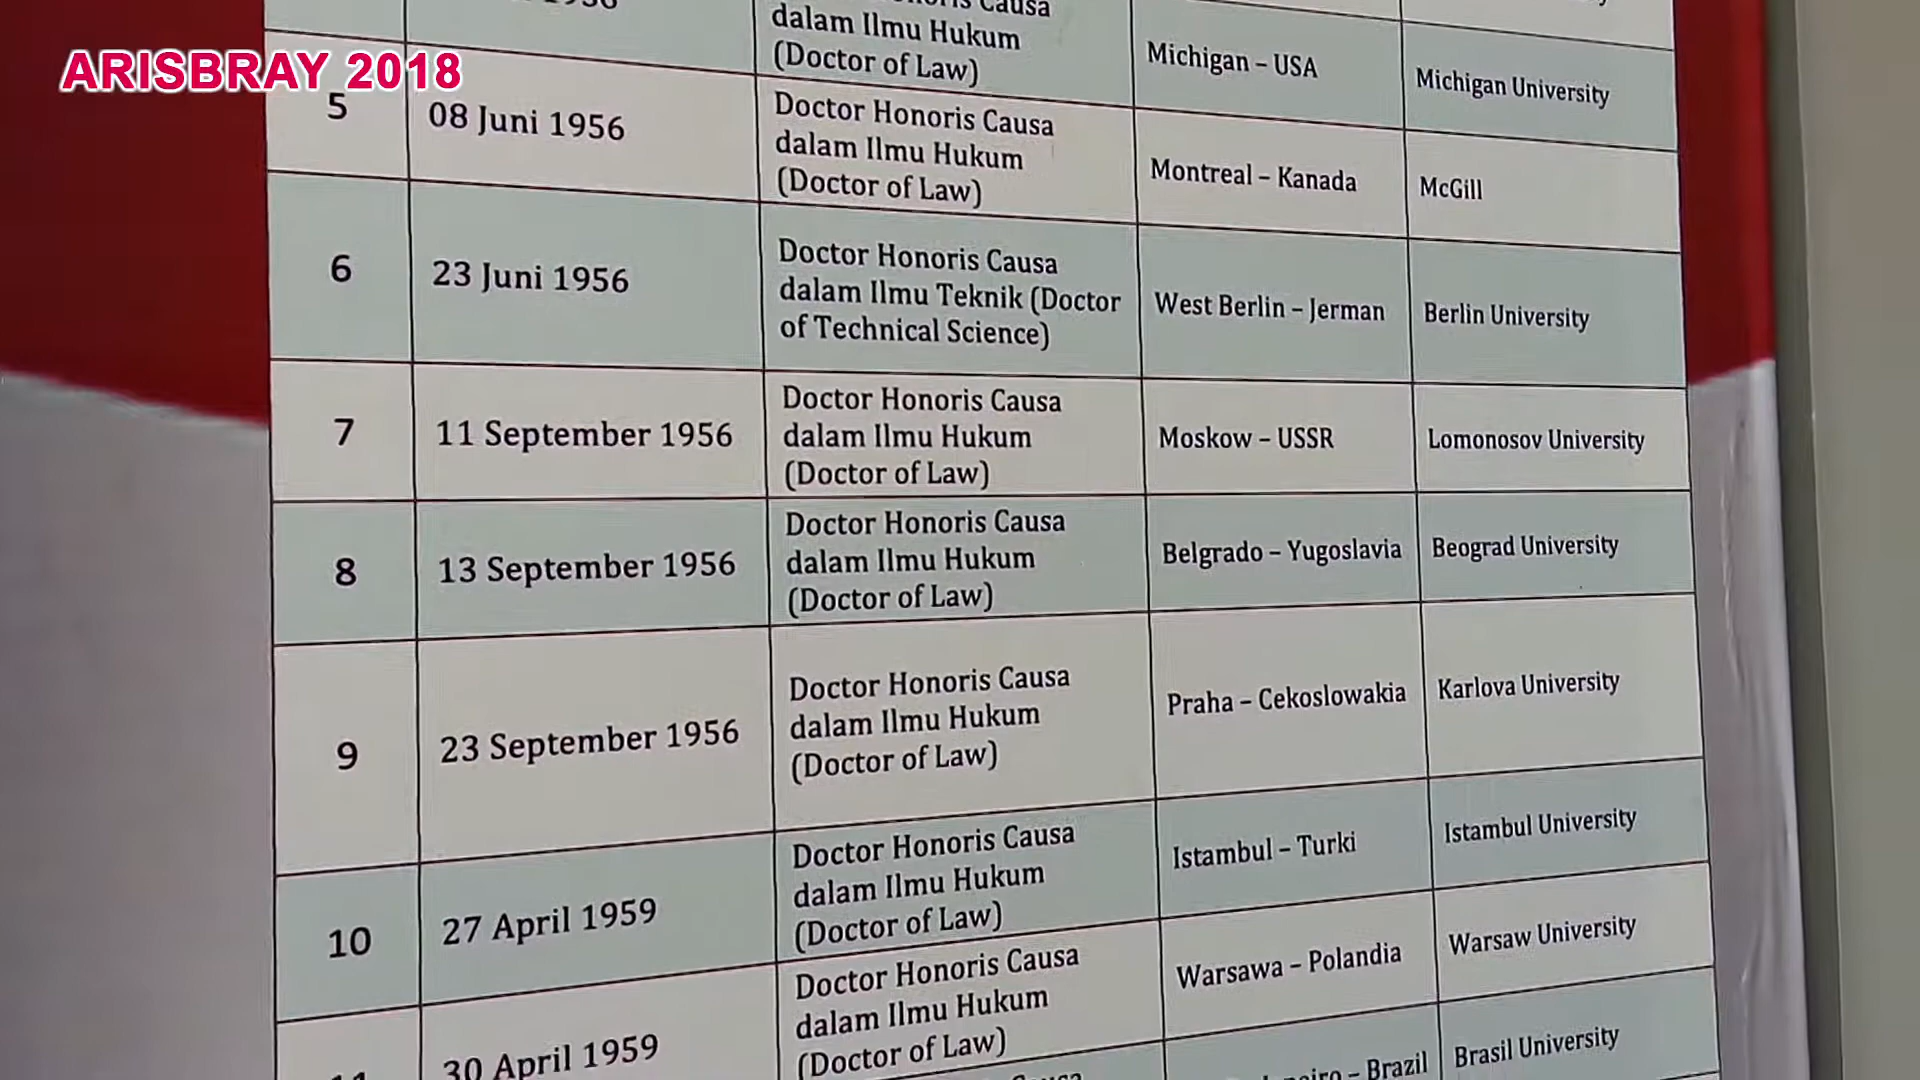 ARISBRAY 2018
dalam Ilmu Hukum
(Doctor of Law)
Michigan – USA
Michigan University
5
08 Juni 1956
Doctor Honoris Causa
dalam Ilmu Hukum
(Doctor of Law)
Montreal – Kanada
McGill
6
23 Juni 1956
Doctor Honoris Causa
dalam Ilmu Teknik (Doctor
of Technical Science)
West Berlin – Jerman
Berlin University
7
11 September 1956
Doctor Honoris Causa
dalam Ilmu Hukum
(Doctor of Law)
Moskow – USSR
Lomonosov University
8
13 September 1956
Doctor Honoris Causa
dalam Ilmu Hukum
(Doctor of Law)
Belgrado – Yugoslavia
Beograd University
9
23 September 1956
Doctor Honoris Causa
dalam Ilmu Hukum
(Doctor of Law)
Praha – Cekoslowakia
Karlova University
10
27 April 1959
Doctor Honoris Causa
dalam Ilmu Hukum
(Doctor of Law)
Istambul – Turki
Istambul University
30 April 1959
Doctor Honoris Causa
dalam Ilmu Hukum
(Doctor of Law)
Warsawa – Polandia
Warsaw University
– Brazil
Brasil University